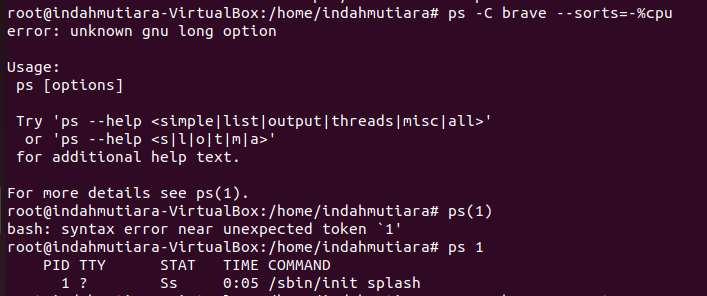 root@indahmutiara-VirtualBox:/home/indahmutiara# ps -C brave --sorts=-%cpu
error: unknown gnu long option
Usage:
ps [options]
Try 'ps --help <simple|list|output|threads|misc|all>'
or 'ps --help <s|l|o|t|m|a>'
for additional help text.
For more details see ps(1).
root@indahmutiara-VirtualBox:/home/indahmutiara# ps(1)
bash: syntax error near unexpected token `1'
root@indahmutiara-VirtualBox:/home/indahmutiara# ps 1
PID TTY STAT TIME COMMAND
1 ? Ss 0:05 /sbin/init splash